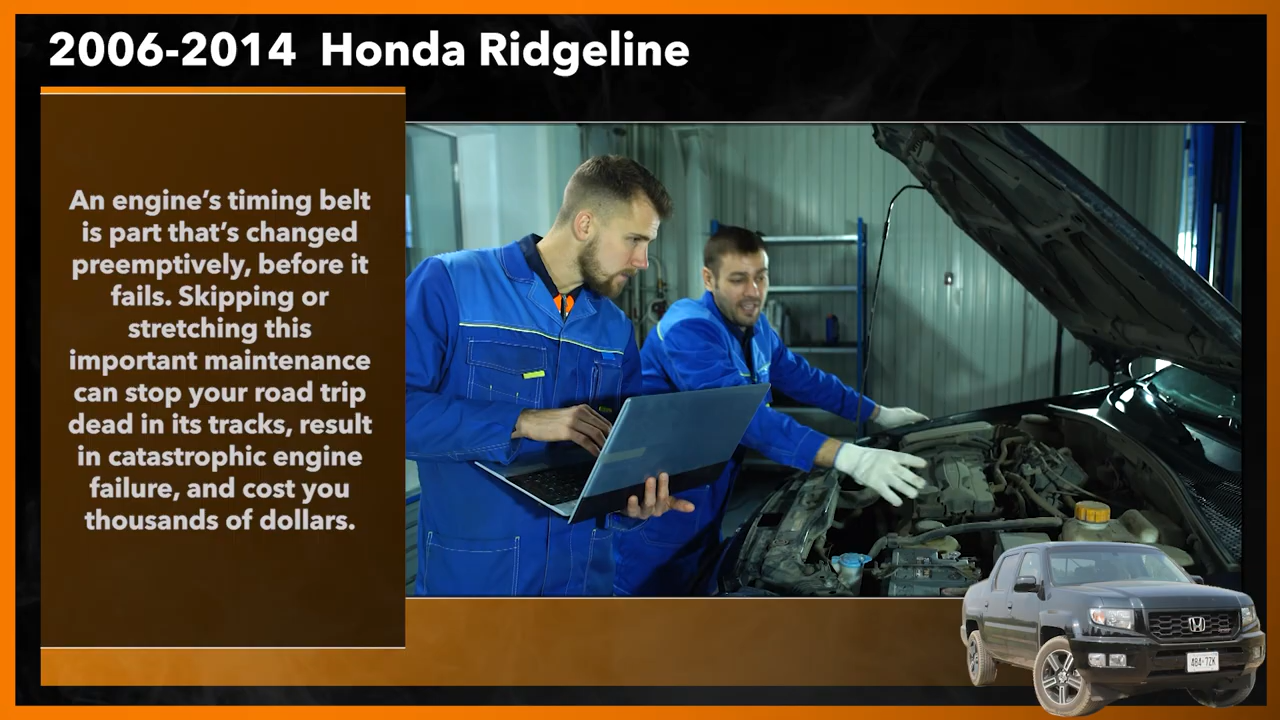 2006-2014 Honda Ridgeline
An engine's timing belt
is part that's changed
preemptively, before it
fails. Skipping or
stretching this
important maintenance
can stop your road trip
dead in its tracks, result
in catastrophic engine
failure, and cost you
thousands of dollars.